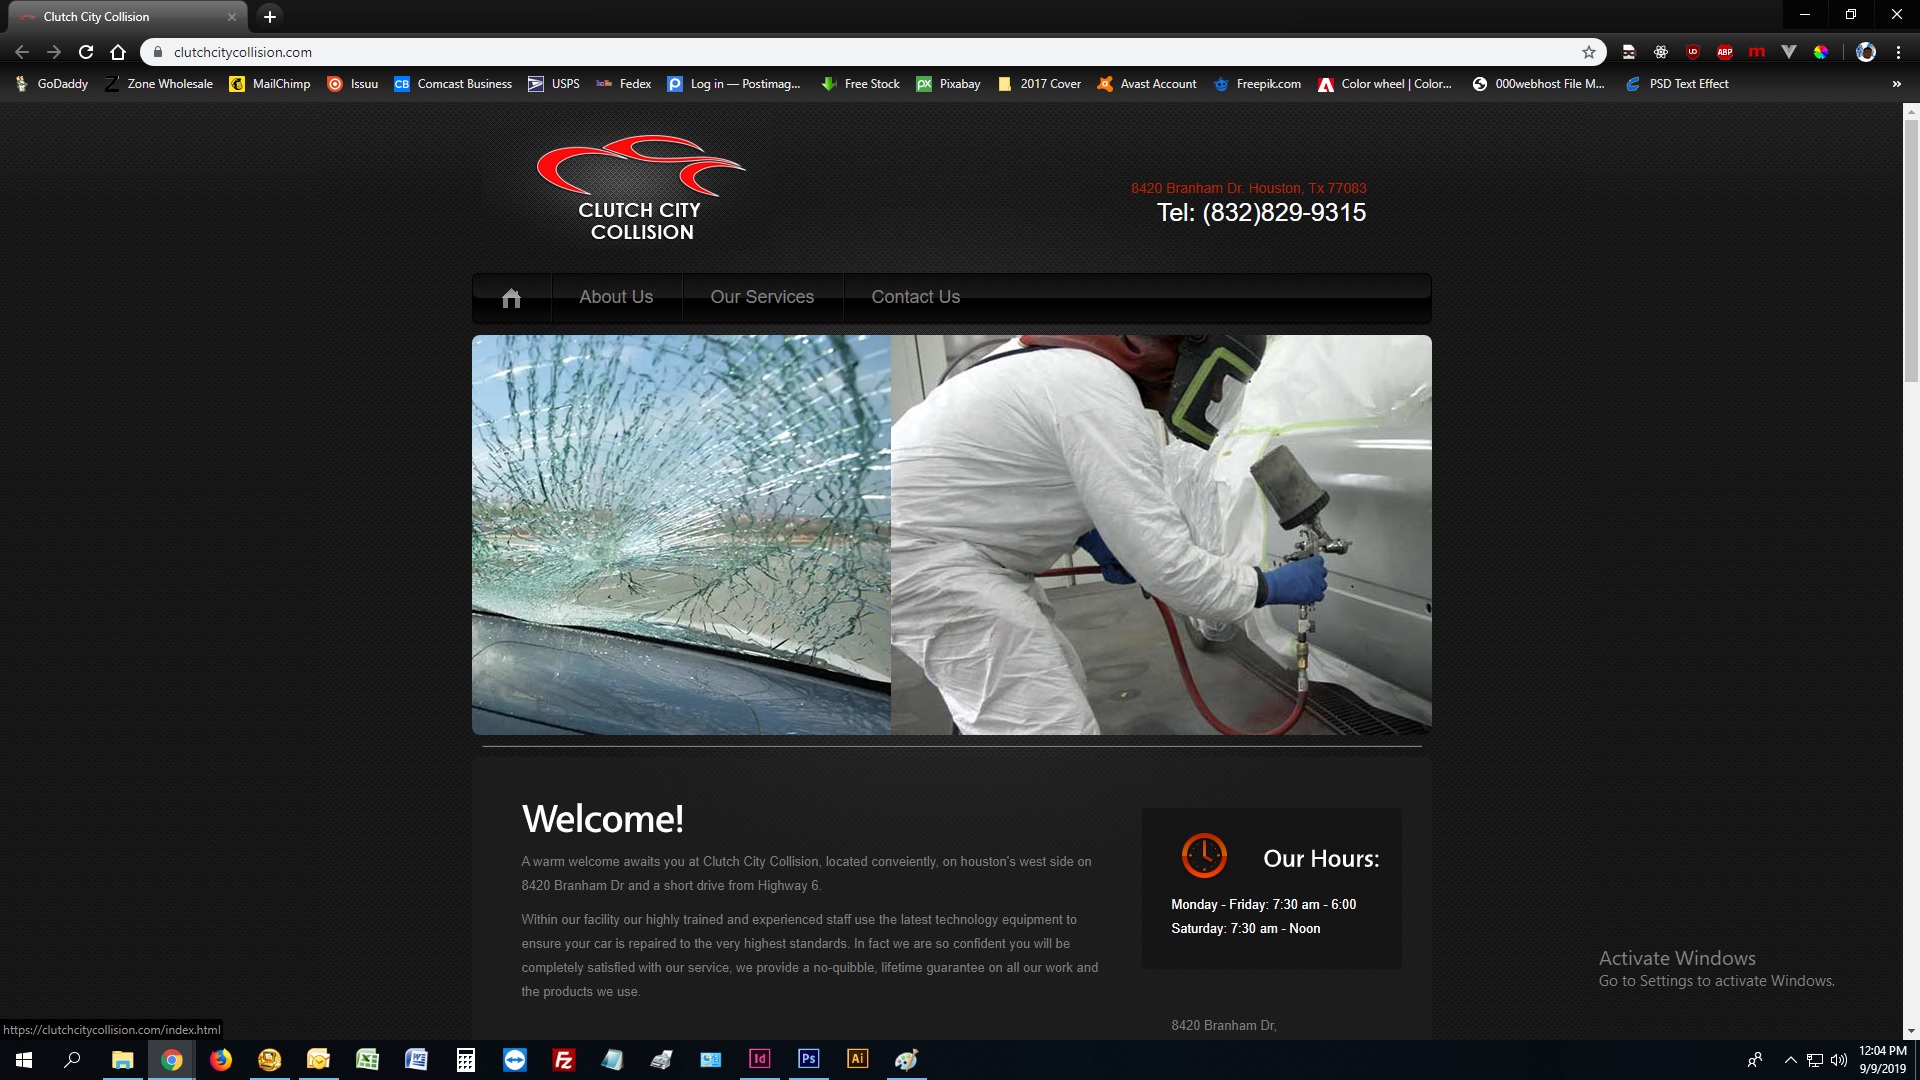 Clutch City Collision
clutchcitycollision.com
GoDaddy
Zone Wholesale
MailChimp
Issuu
CB Comcast Business
USPS
Fedex
Log in — Postimag...
Free Stock
px Pixabay
2017 Cover
Avast Account
Freepik.com
Color wheel | Color...
000webhost File M...
PSD Text Effect
»
ABP
m
CLUTCH CITY
COLLISION
8420 Branham Dr. Houston, Tx 77083
Tel: (832)829-9315
About Us
Our Services
Contact Us
Welcome!
A warm welcome awaits you at Clutch City Collision, located conveiently, on houston's west side on
8420 Branham Dr and a short drive from Highway 6.
Within our facility our highly trained and experienced staff use the latest technology equipment to
ensure your car is repaired to the very highest standards. In fact we are so confident you will be
completely satisfied with our service, we provide a no-quibble, lifetime guarantee on all our work and
the products we use.
Our Hours:
Monday - Friday: 7:30 am - 6:00
Saturday: 7:30 am - Noon
8420 Branham Dr,
Activate Windows
Go to Settings to activate Windows.
https://clutchcitycollision.com/index.html
Fz
Id
Ps
Ai
12:04 PM
9/9/2019